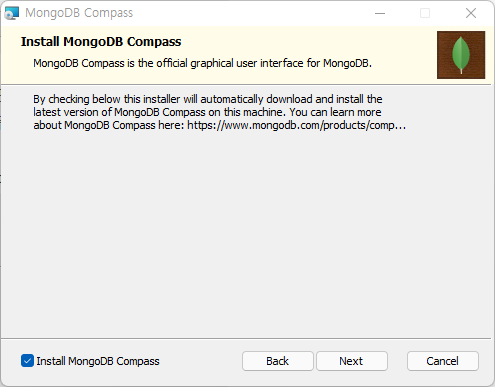 MongoDB Compass
Install MongoDB Compass
MongoDB Compass is the official graphical user interface for MongoDB.
By checking below this installer will automatically download and install the
latest version of MongoDB Compass on this machine. You can learn more
about MongoDB Compass here: https://www.mongodb.com/products/comp...
Install MongoDB Compass
Back
Next
Cancel